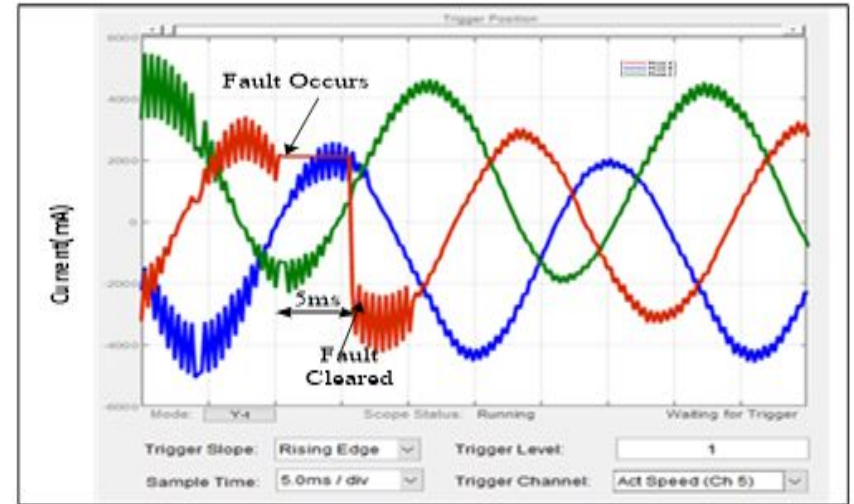 Trigger Position
6000
4000
2000
0
-2000
-4000
-6000
Current(mA)
Fault Occurs
5ms
Fault
Cleared
Mode: Y-t Scope Status: Running Waiting for Trigger
Trigger Slope: Rising Edge Trigger Level: 1
Sample Time: 5.0ms / div Trigger Channel: Act Speed (Ch 5)